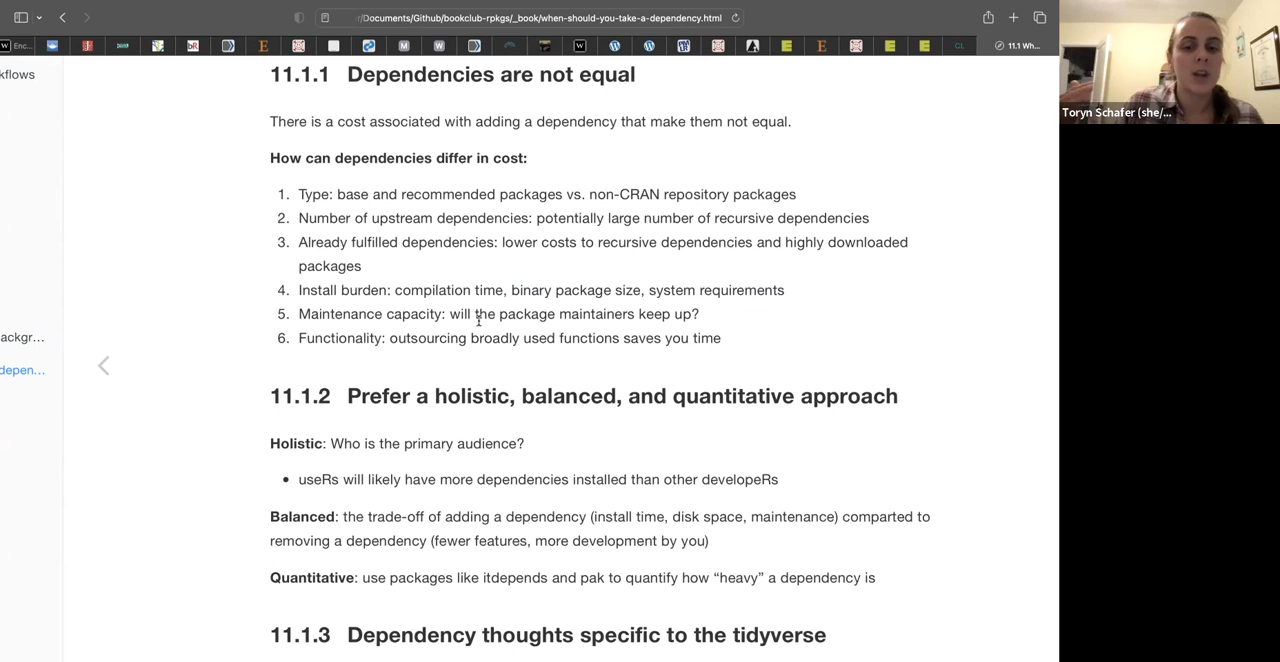 r/Documents/Github/bookclub-rpkgs/_book/when-should-you-take-a-dependency.html
W Enc...
bR
E
M
W
W
E
E
E
E
CL
11.1 Wh...
kflows
ackgr...
depen...
11.1.1 Dependencies are not equal
There is a cost associated with adding a dependency that make them not equal.
How can dependencies differ in cost:
1. Type: base and recommended packages vs. non-CRAN repository packages
2. Number of upstream dependencies: potentially large number of recursive dependencies
3. Already fulfilled dependencies: lower costs to recursive dependencies and highly downloaded
packages
4. Install burden: compilation time, binary package size, system requirements
5. Maintenance capacity: will the package maintainers keep up?
6. Functionality: outsourcing broadly used functions saves you time
11.1.2 Prefer a holistic, balanced, and quantitative approach
Holistic: Who is the primary audience?
• useRs will likely have more dependencies installed than other developeRs
Balanced: the trade-off of adding a dependency (install time, disk space, maintenance) comparted to
removing a dependency (fewer features, more development by you)
Quantitative: use packages like itdepends and pak to quantify how “heavy” a dependency is
11.1.3 Dependency thoughts specific to the tidyverse
Toryn Schafer (she/...